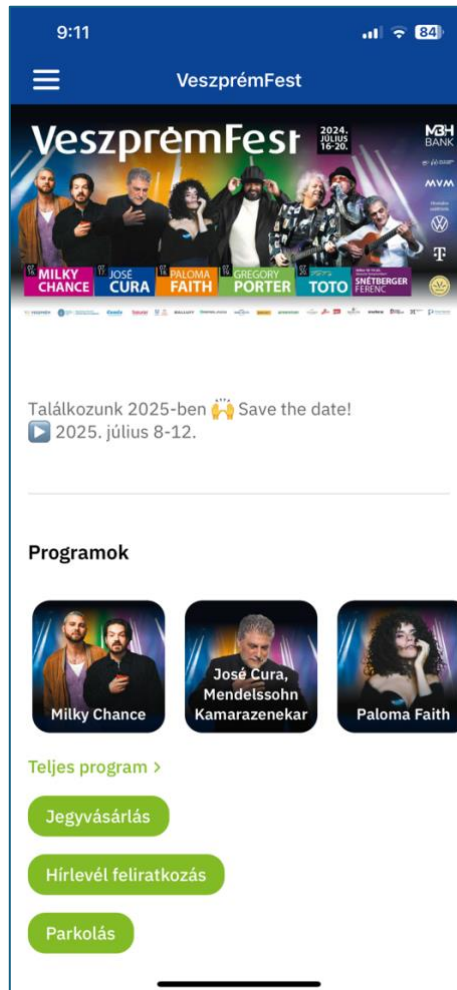 9:11
84
VeszprémFest
VeszprémFest
2024.
JÚLIUS
16-20.
MBH
BANK
MVM
T
MILKY
CHANCE
JOSÉ
CURA
PALOMA
FAITH
GREGORY
PORTER
TOTO
SNÉTBERGER
FERENC
Találkozunk 2025-ben 🙌 Save the date!
▶️ 2025. július 8-12.
Programok
Milky Chance
José Cura,
Mendelssohn
Kamarazenekar
Paloma Faith
Teljes program >
Jegyvásárlás
Hírlevél feliratkozás
Parkolás